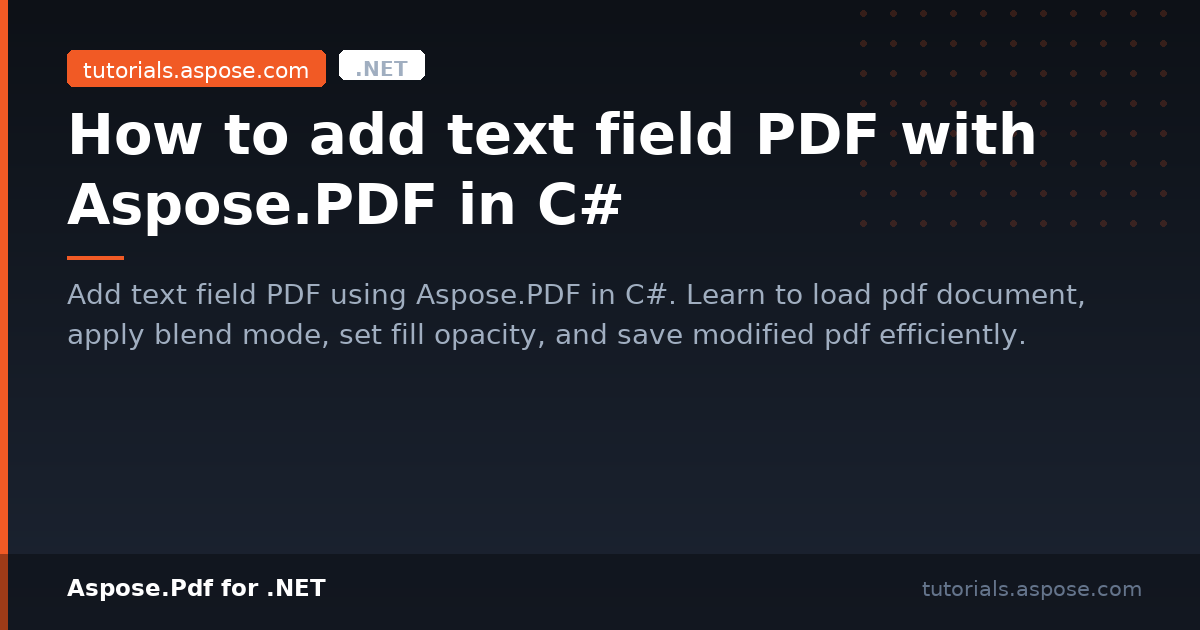 tutorials.aspose.com .NET
How to add text field PDF with
Aspose.PDF in C#
Add text field PDF using Aspose.PDF in C#. Learn to load pdf document,
apply blend mode, set fill opacity, and save modified pdf efficiently.
Aspose.Pdf for .NET tutorials.aspose.com